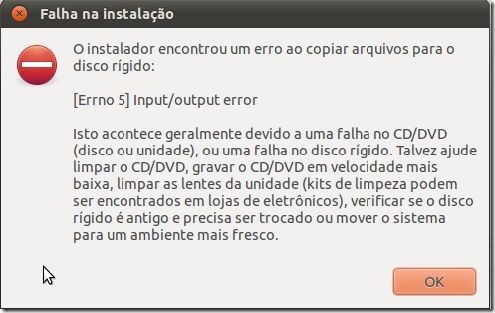 Falha na instalação
O instalador encontrou um erro ao copiar arquivos para o
disco rígido:
[Errno 5] Input/output error
Isto acontece geralmente devido a uma falha no CD/DVD
(disco ou unidade), ou uma falha no disco rígido. Talvez ajude
limpar o CD/DVD, gravar o CD/DVD em velocidade mais
baixa, limpar as lentes da unidade (kits de limpeza podem
ser encontrados em lojas de eletrônicos), verificar se o disco
rígido é antigo e precisa ser trocado ou mover o sistema
para um ambiente mais fresco.
OK